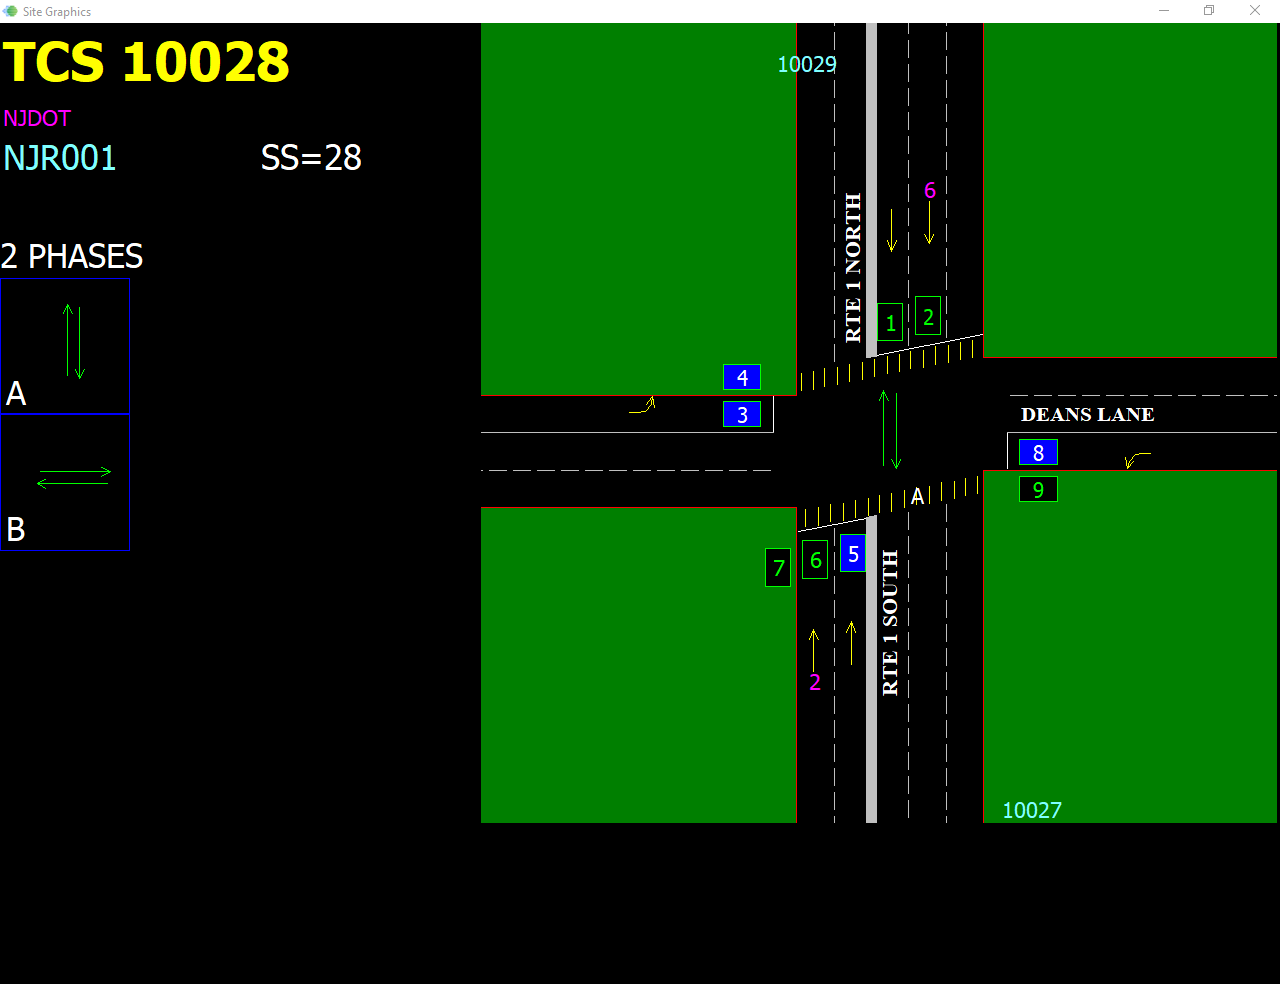 Site Graphics
TCS 10028
NJDOT
NJR001
SS=28
2 PHASES
A
B
10029
6
RTE 1 NORTH
1
2
4
3
DEANS LANE
8
9
A
7
6
5
RTE 1 SOUTH
2
10027